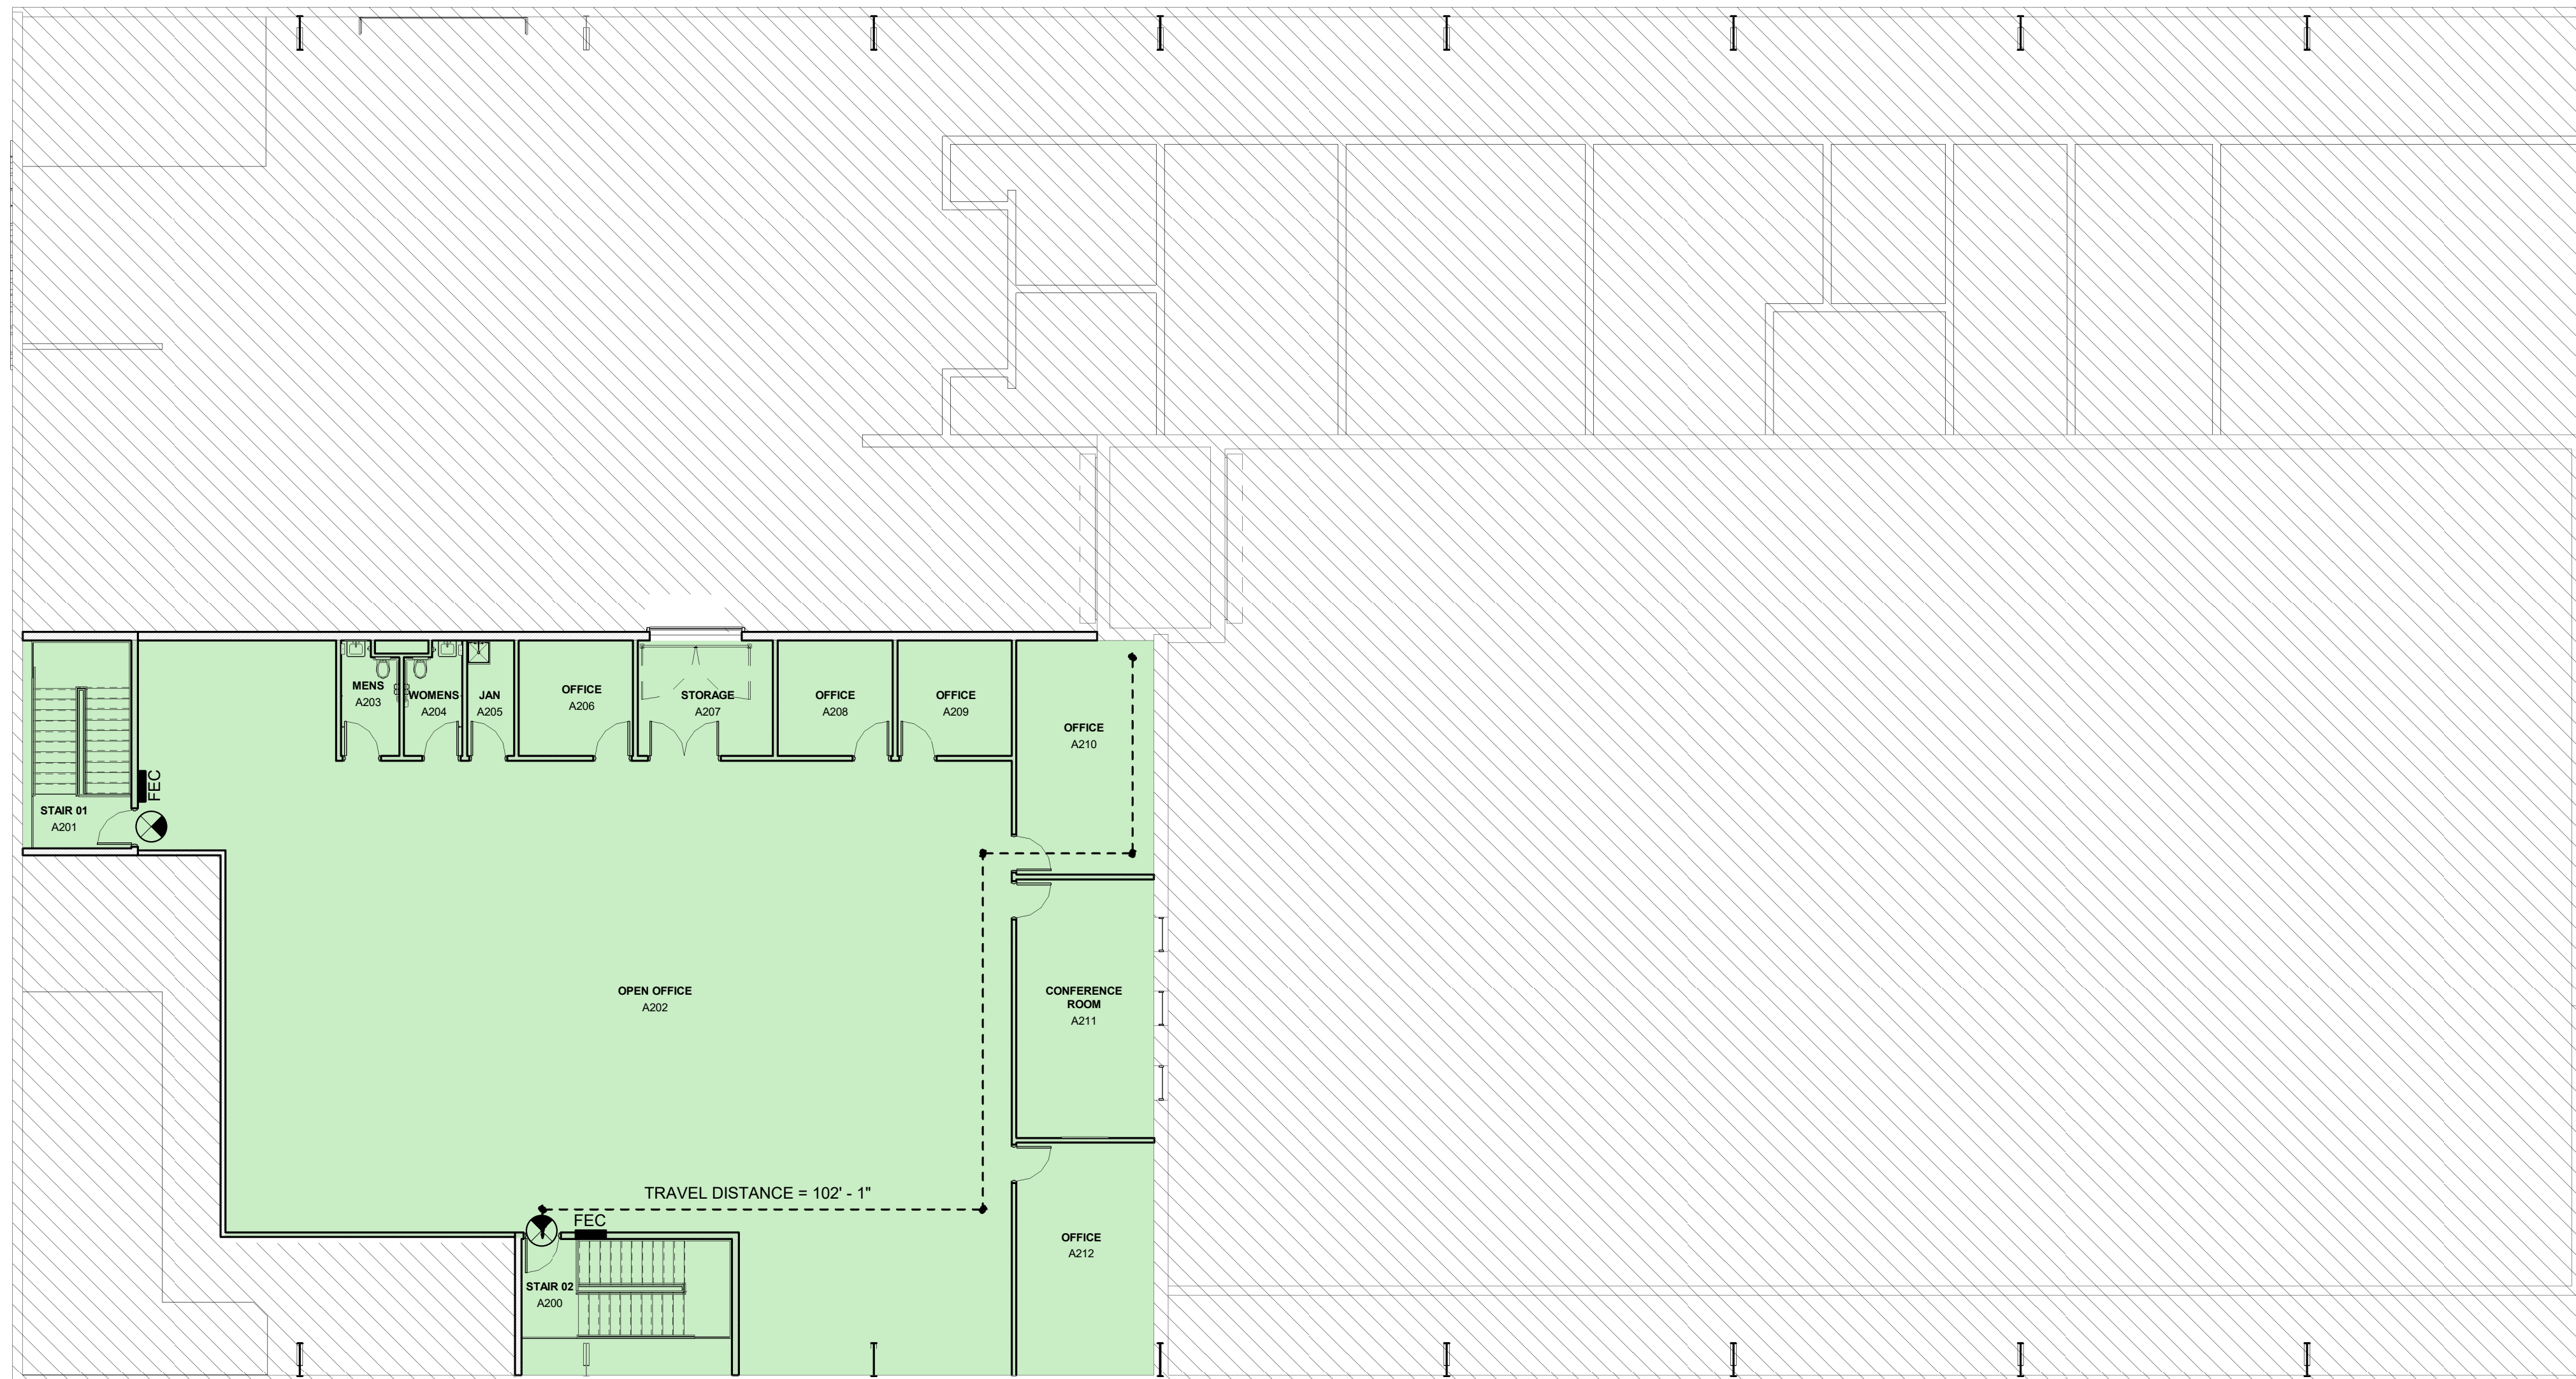 MENS
A203
WOMENS
A204
JAN
A205
OFFICE
A206
STORAGE
A207
OFFICE
A208
OFFICE
A209
OFFICE
A210
FEC
STAIR 01
A201
OPEN OFFICE
A202
CONFERENCE
ROOM
A211
TRAVEL DISTANCE = 102' - 1"
FEC
OFFICE
A212
STAIR 02
A200